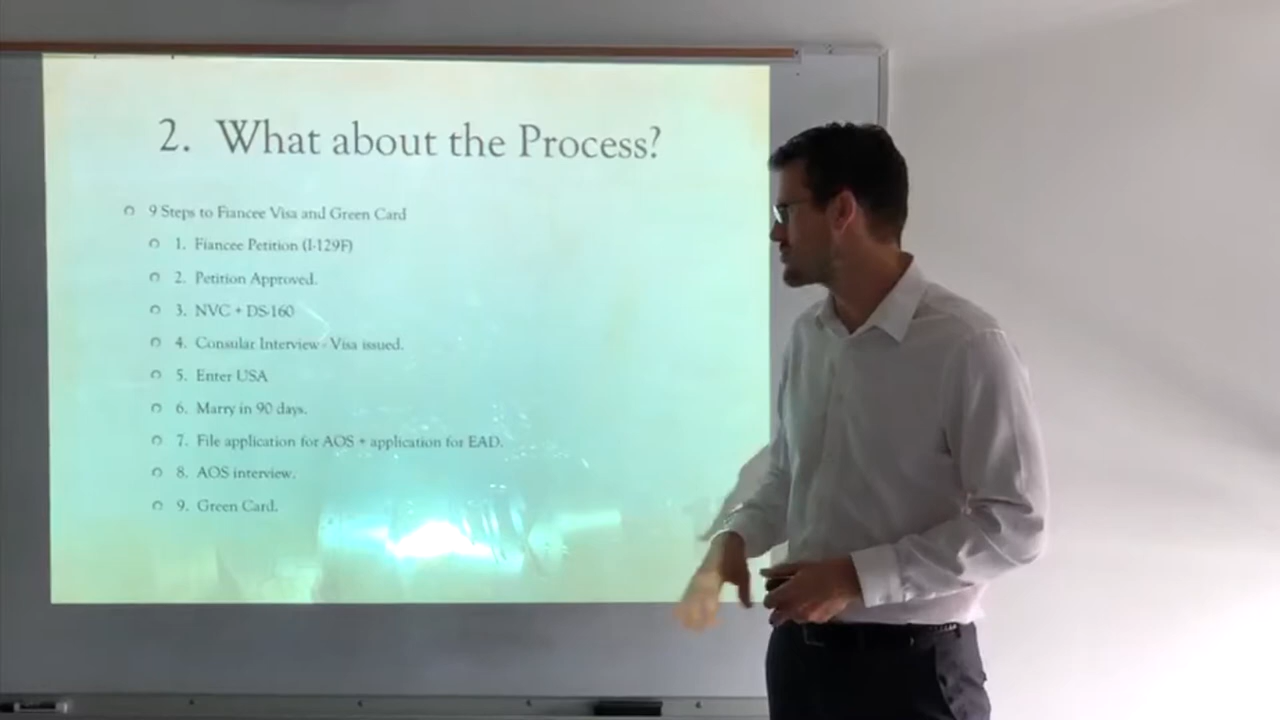 2. What about the Process?
9 Steps to Fiancee Visa and Green Card
1. Fiancee Petition (I-129F)
2. Petition Approved.
3. NVC + DS-160
4. Consular Interview - Visa issued.
5. Enter USA
6. Marry in 90 days.
7. File application for AOS + application for EAD.
8. AOS interview.
9. Green Card.